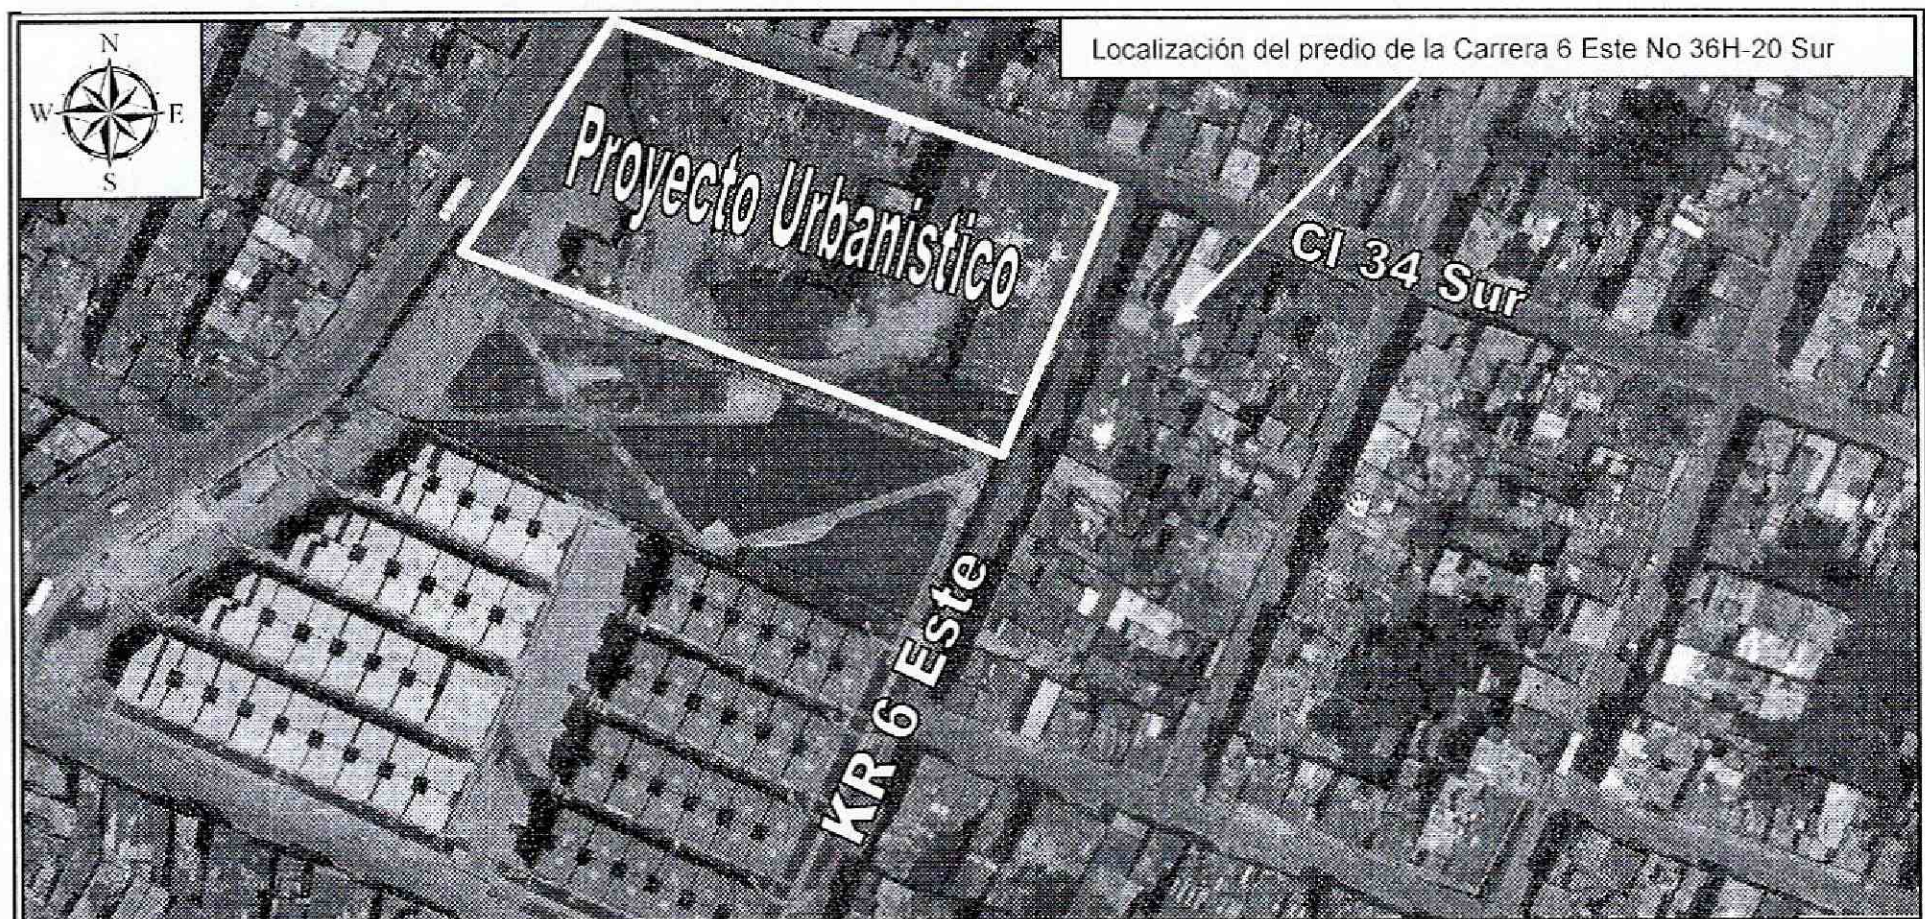 N
W E
S
Localización del predio de la Carrera 6 Este No 36H-20 Sur
Proyecto Urbanistico
Cl 34 Sur
KR 6 Este